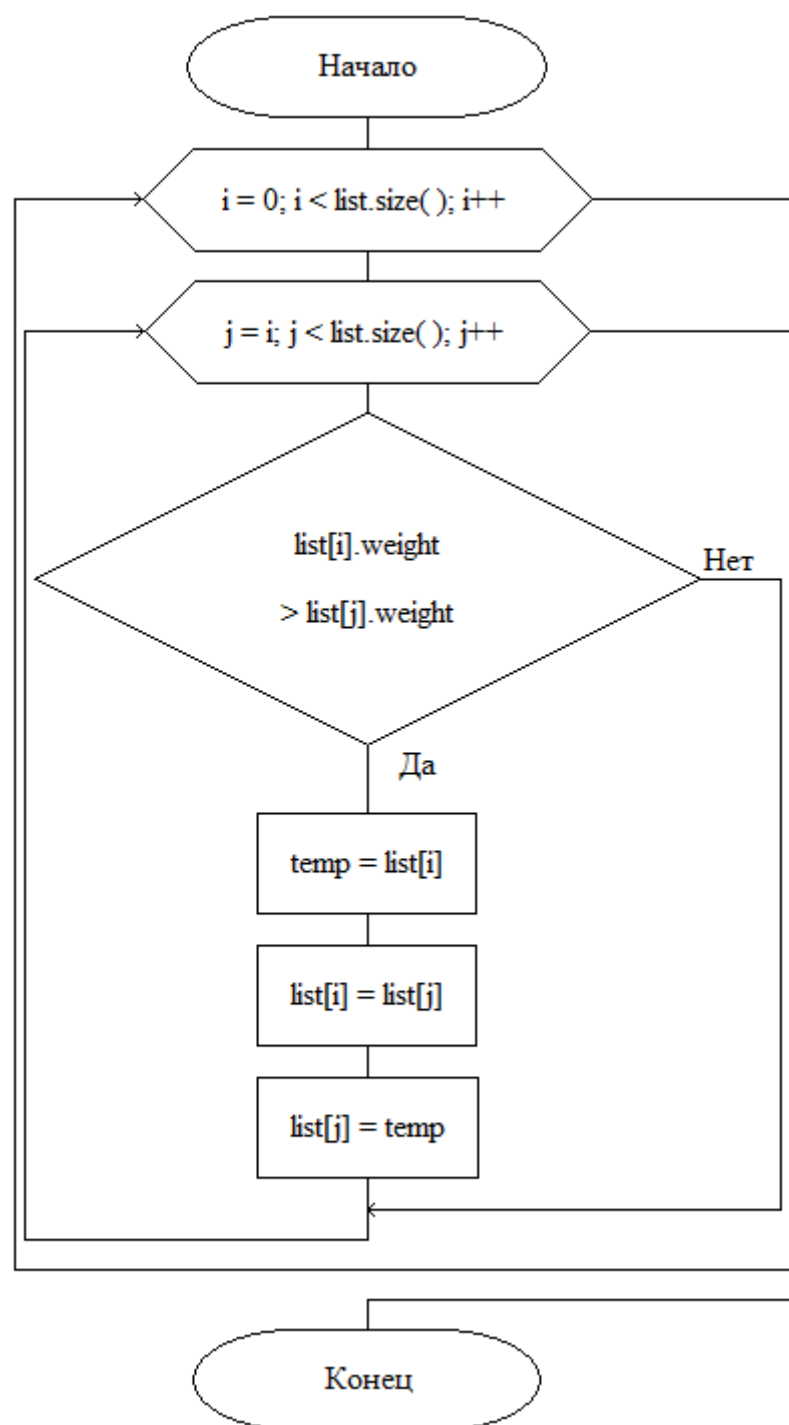 Начало
i = 0; i < list.size( ); i++
j = i; j < list.size( ); j++
list[i].weight
> list[j].weight
Нет
Да
temp = list[i]
list[i] = list[j]
list[j] = temp
Конец